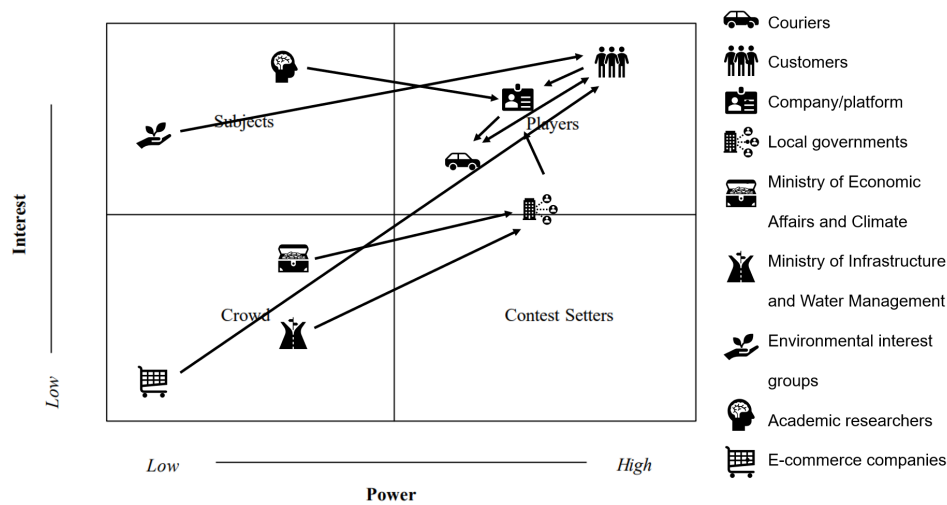 Subjects
Players
Crowd
Contest Setters
Interest
Low
Low
High
Power
Couriers
Customers
Company/platform
Local governments
Ministry of Economic
Affairs and Climate
Ministry of Infrastructure
and Water Management
Environmental interest
groups
Academic researchers
E-commerce companies